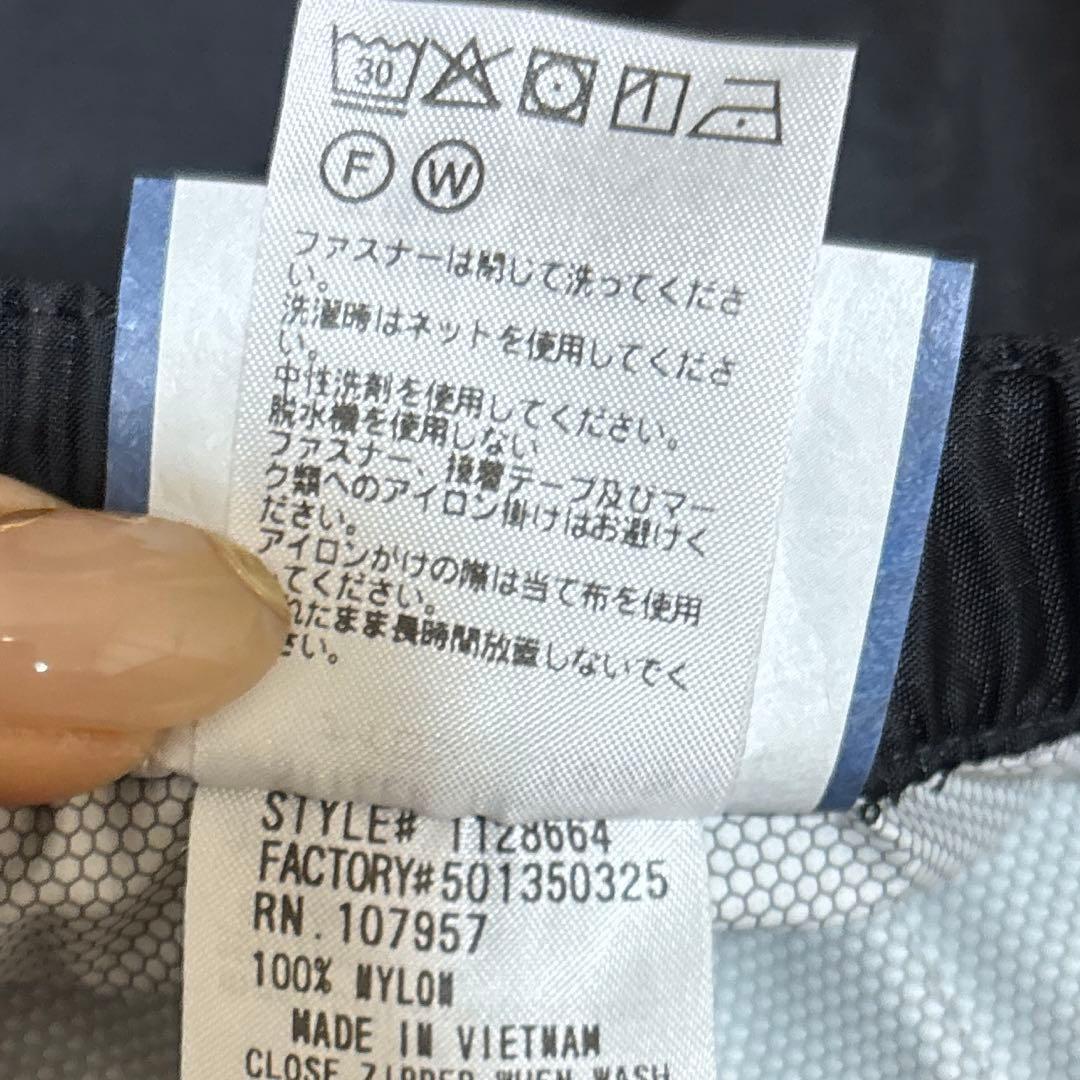 30
F W
ファスナーは閉じて洗ってくださ
い。
洗濯時はネットを使用してくださ
い。
中性洗剤を使用してください。
脱水機を使用しない
ファスナー、接着テープ及びマー
ク類へのアイロン掛けはお避けく
ださい。
アイロンかけの際は当て布を使用
てください。
れたまま長時間放置しないでく
さい。
STYLE# 1128664
FACTORY#501350325
RN.107957
100% NYLON
MADE IN VIETNAM
CLOSE ZIPPER WHEN WASH